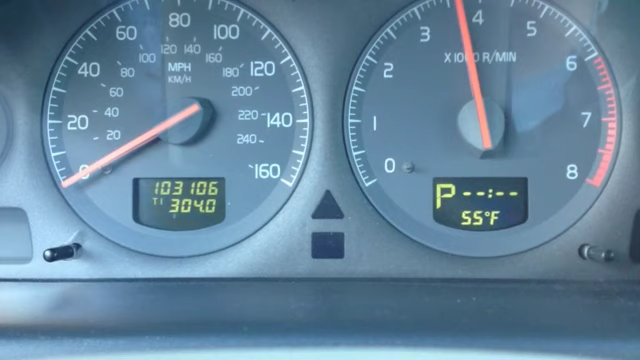 0 20 40 60 80 100 120 140 160
20 40 60 80 100 120 140 160 180 200 220 240
MPH
KM/H
103106
T1 304.0
0 1 2 3 4 5 6 7 8
X1000 R/MIN
P --:--
55°F